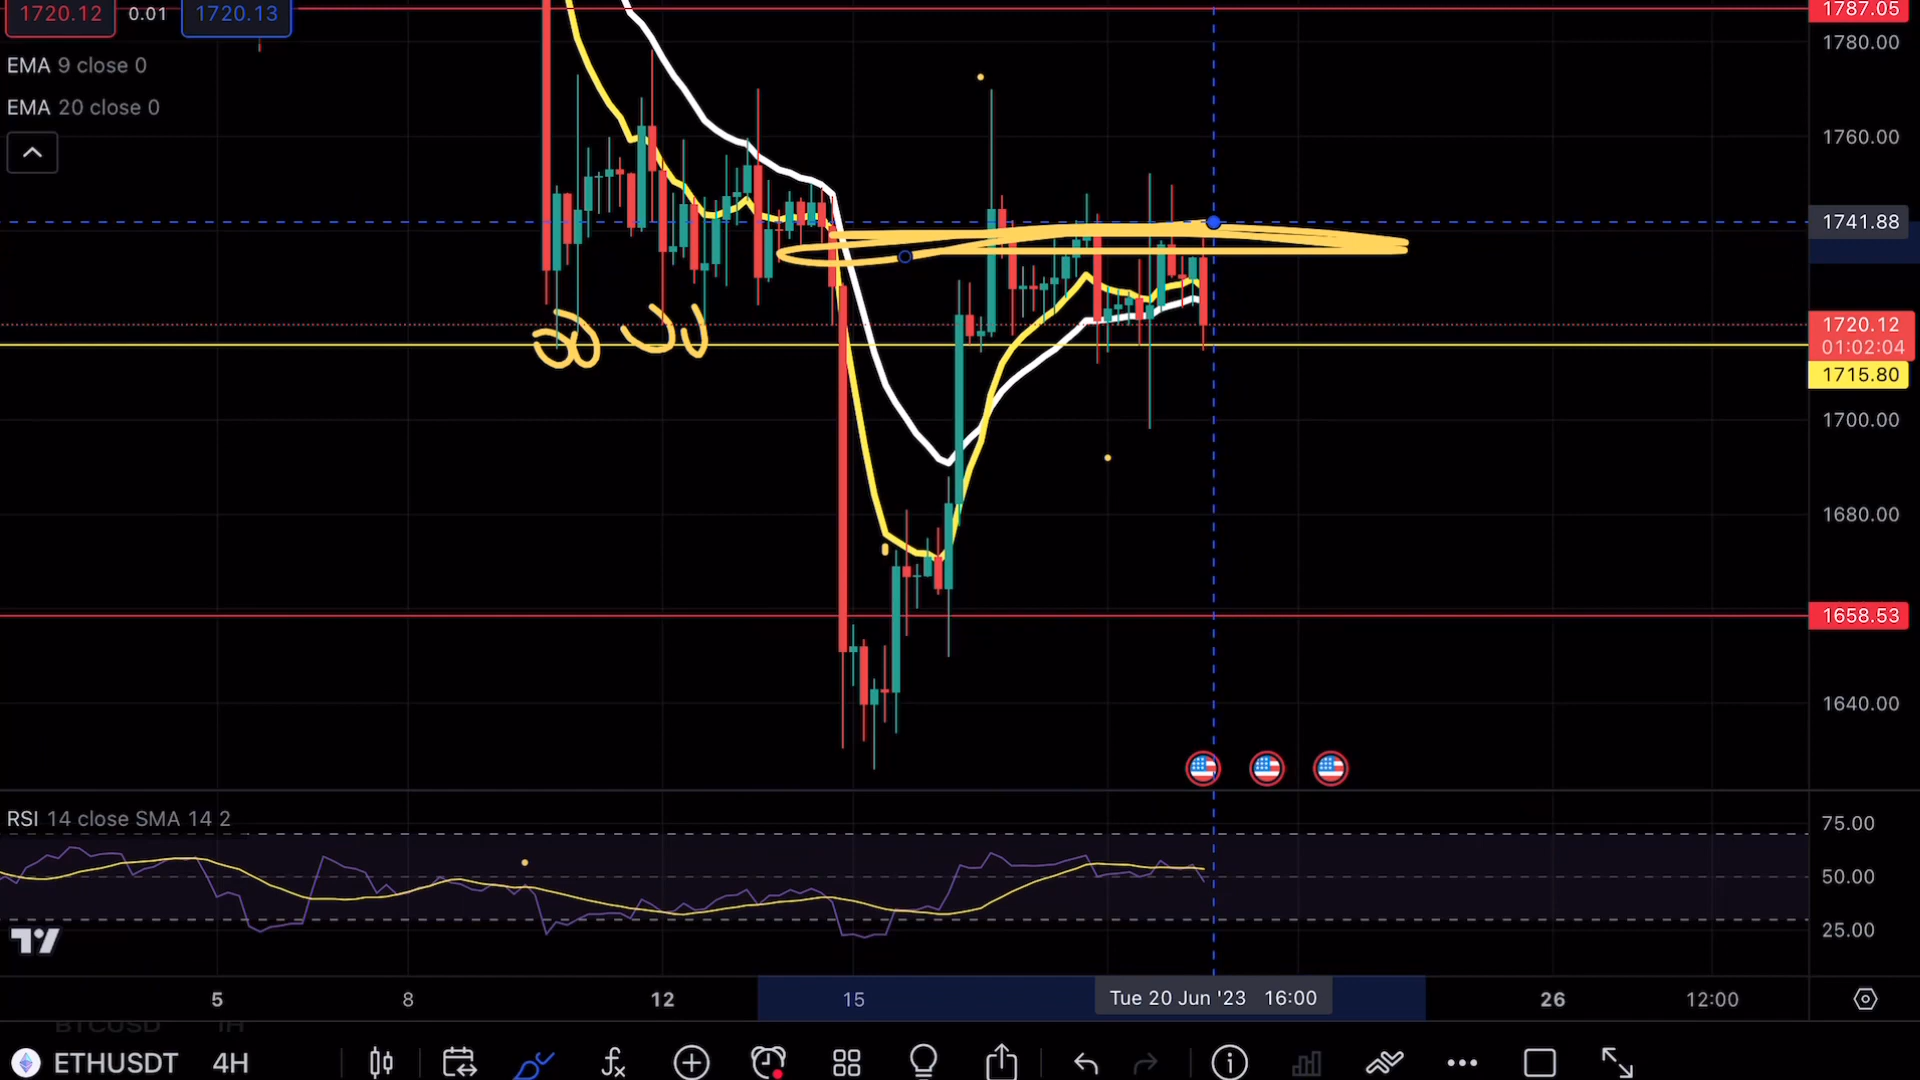 1720.12 0.01 1720.13
EMA 9 close 0
EMA 20 close 0
1787.05
1780.00
1760.00
1741.88
1720.12
01:02:04
1715.80
1700.00
1680.00
1658.53
1640.00
RSI 14 close SMA 14 2
75.00
50.00
25.00
5 8 12 15 Tue 20 Jun '23 16:00 26 12:00
BTCUSD 1H
ETHUSDT 4H